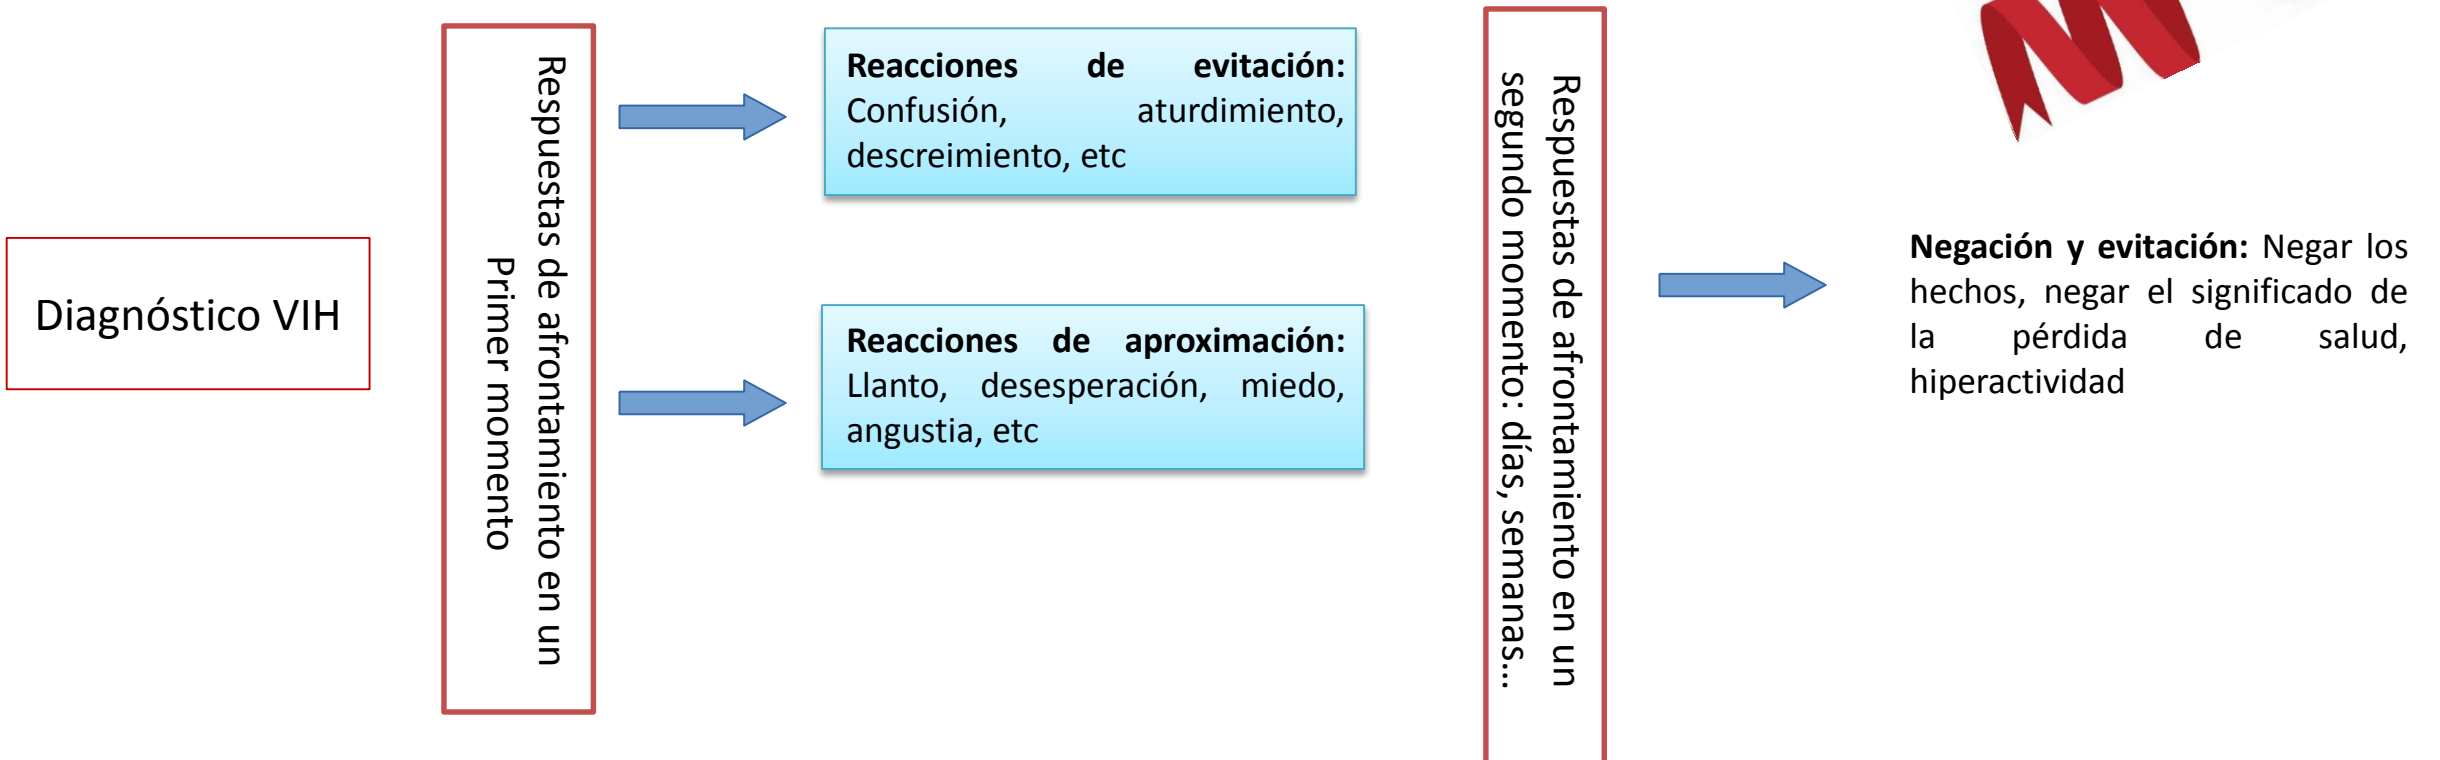 Diagnóstico VIH
Respuestas de afrontamiento en un
Primer momento
Reacciones de evitación:
Confusión, aturdimiento,
descreimiento, etc
Reacciones de aproximación:
Llanto, desesperación, miedo,
angustia, etc
Respuestas de afrontamiento en un
segundo momento: días, semanas...
Negación y evitación: Negar los
hechos, negar el significado de
la pérdida de salud,
hiperactividad